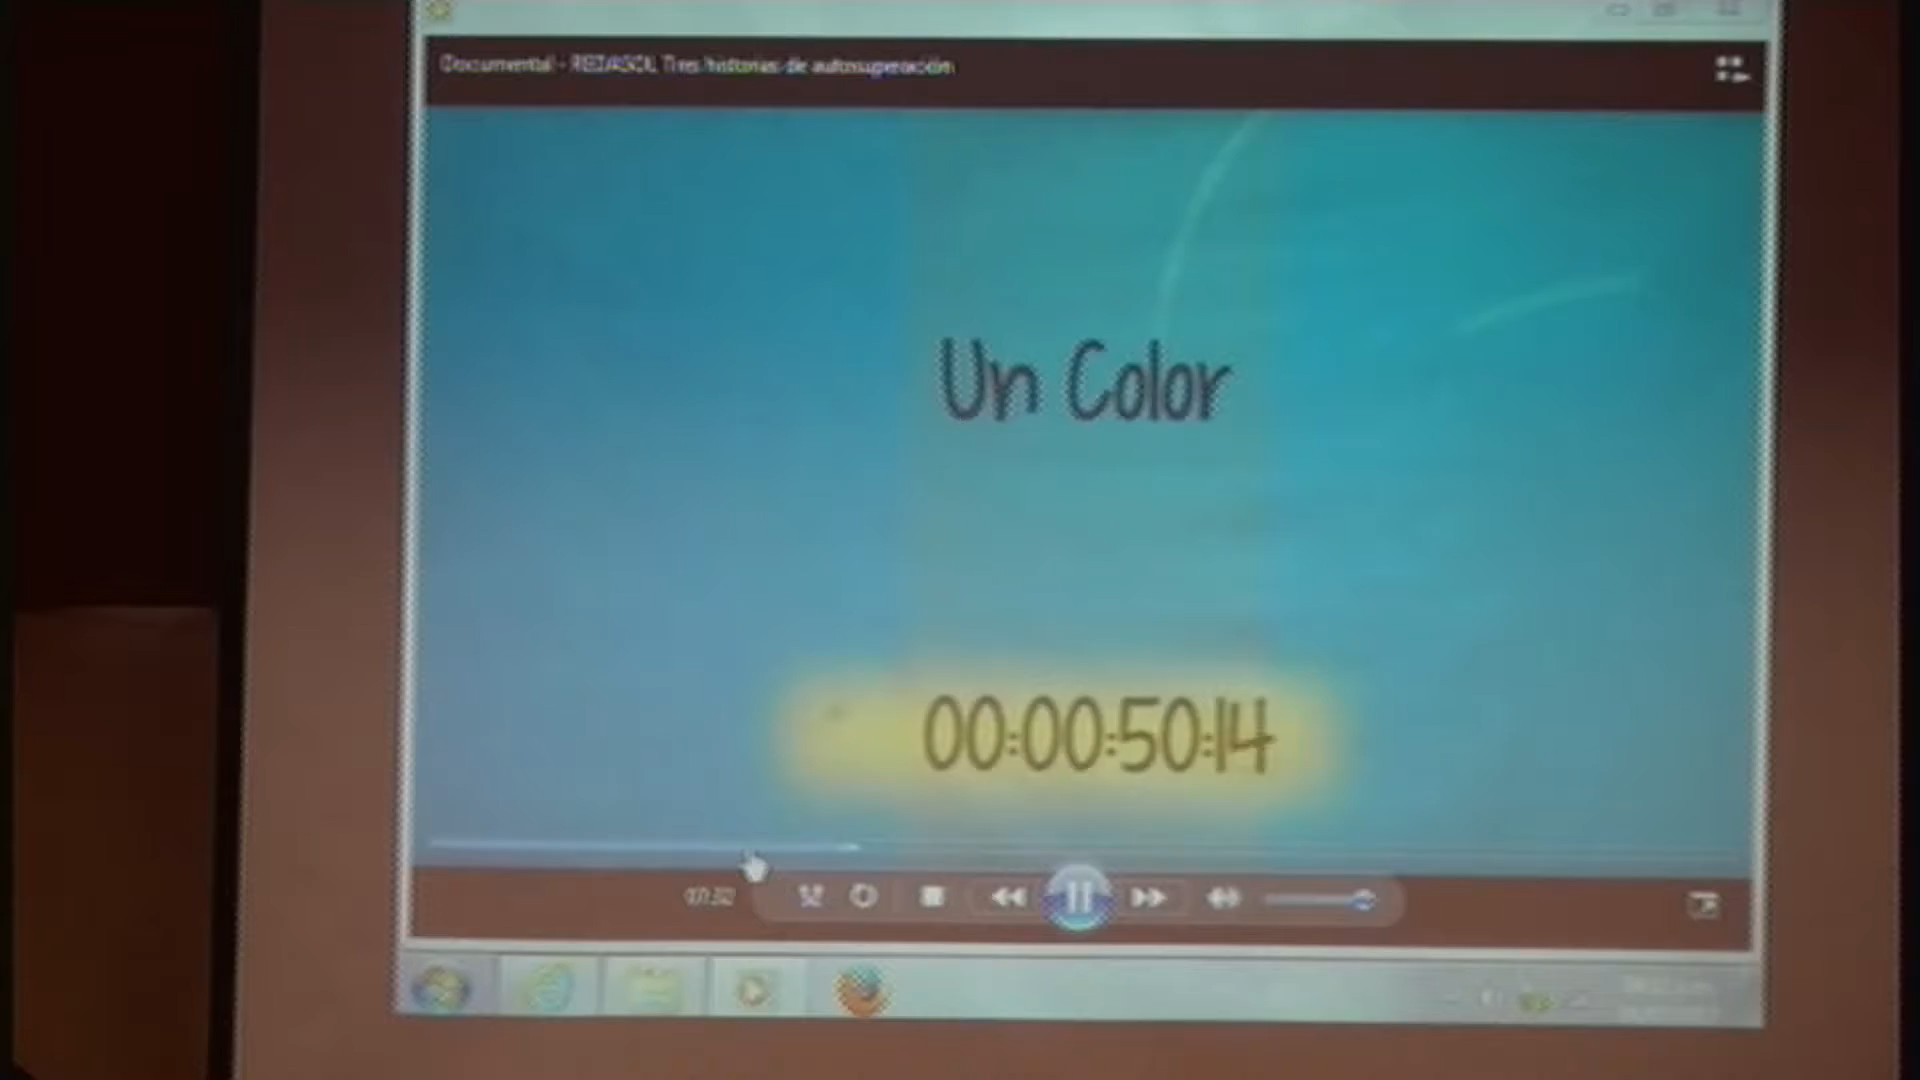 Documental - REDASOL Tres historias de autosuperación
Un Color
00:00:50:14